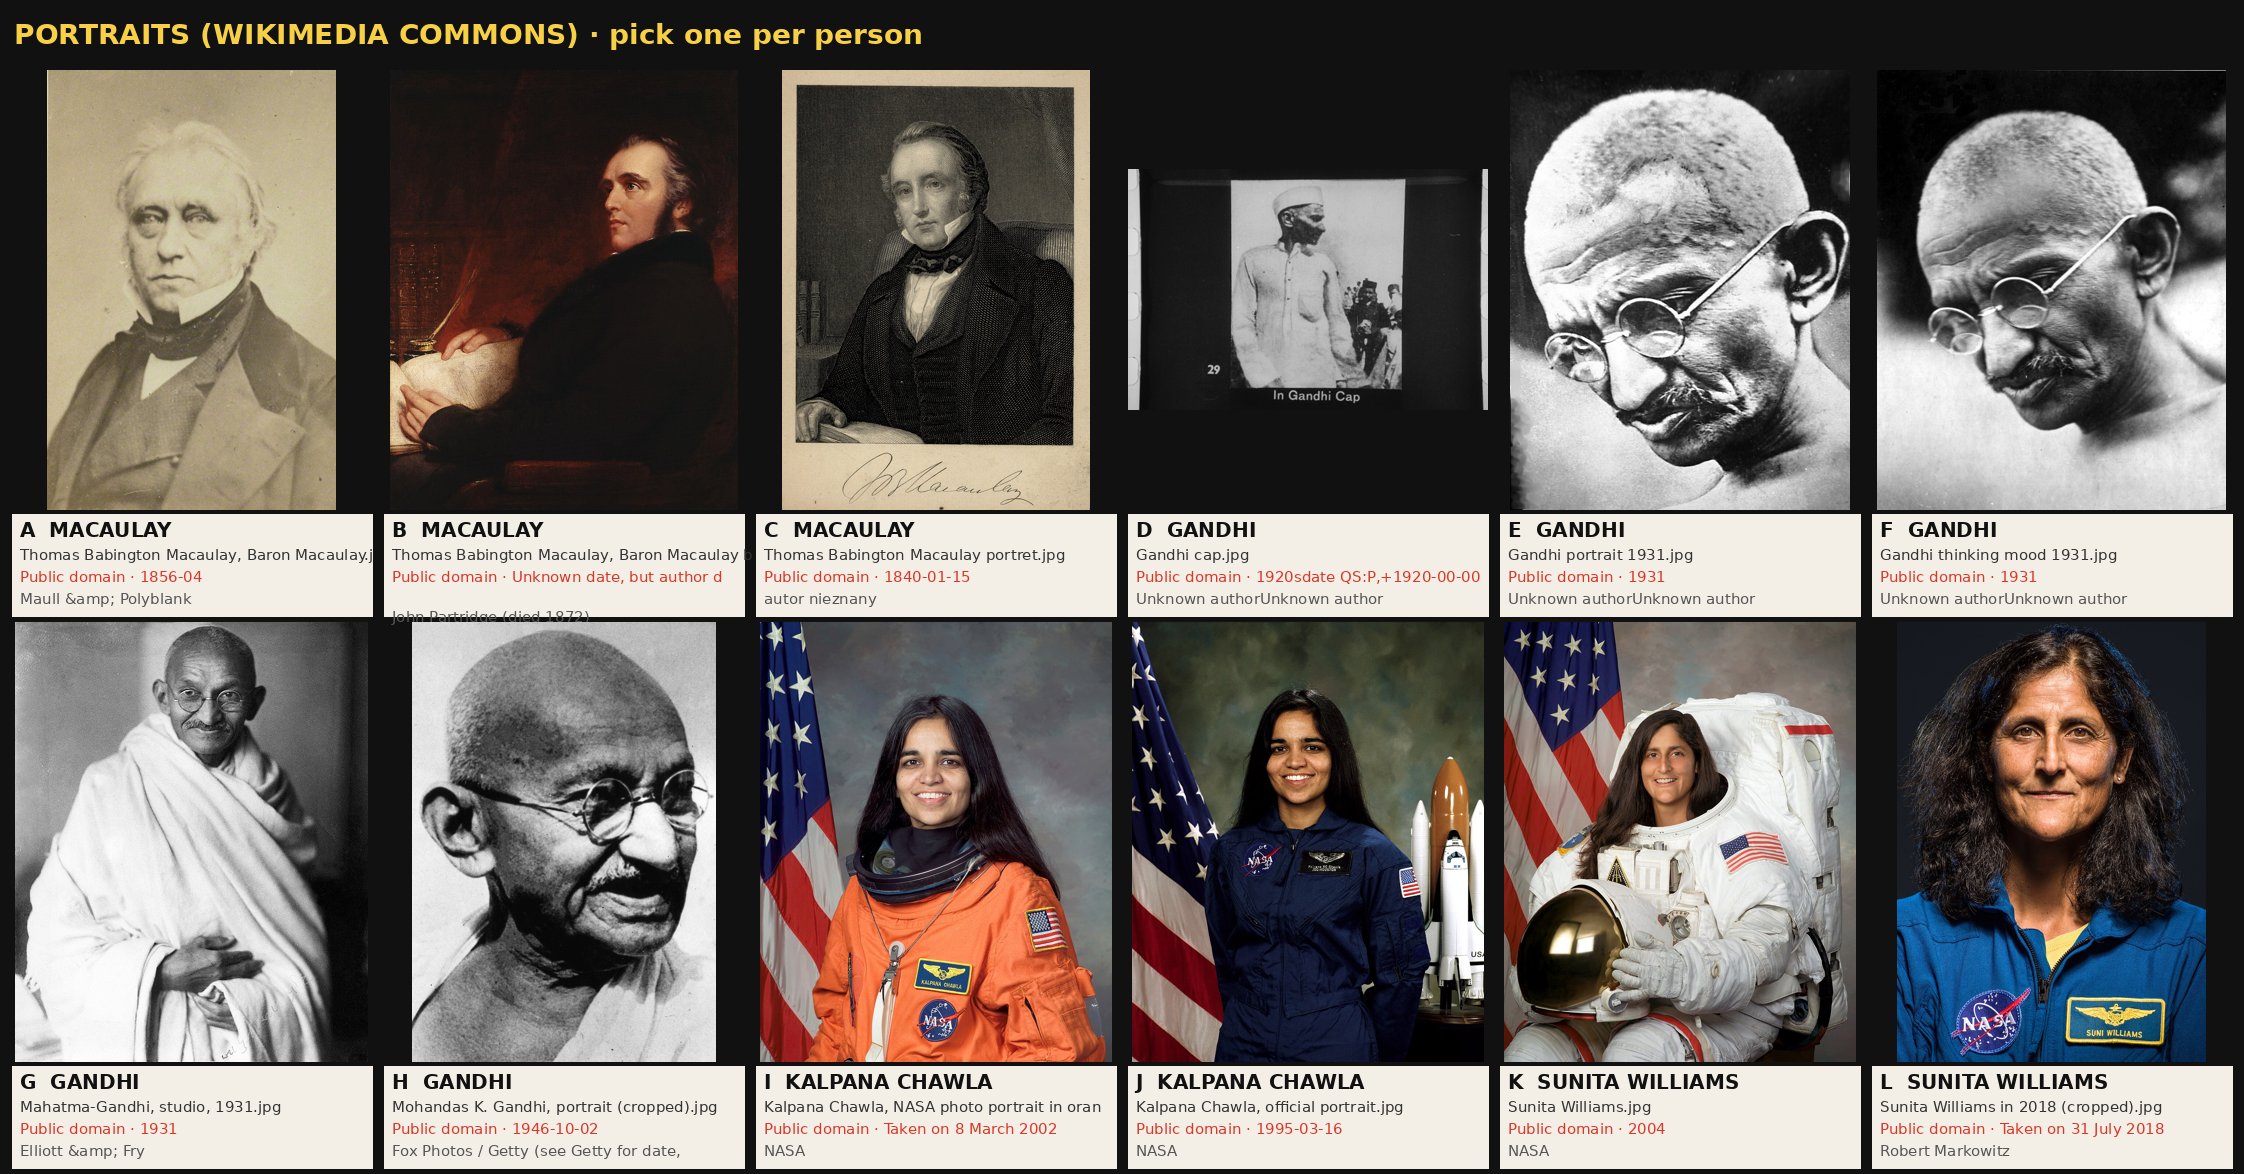 PORTRAITS (WIKIMEDIA COMMONS) · pick one per person
29
In Gandhi Cap
A MACAULAY
Thomas Babington Macaulay, Baron Macaulay.j
Public domain · 1856-04
Maull &amp; Polyblank
B MACAULAY
Thomas Babington Macaulay, Baron Macaulay b
Public domain · Unknown date, but author d
John Partridge (died 1872)
C MACAULAY
Thomas Babington Macaulay portret.jpg
Public domain · 1840-01-15
autor nieznany
D GANDHI
Gandhi cap.jpg
Public domain · 1920sdate QS:P,+1920-00-00
Unknown authorUnknown author
E GANDHI
Gandhi portrait 1931.jpg
Public domain · 1931
Unknown authorUnknown author
F GANDHI
Gandhi thinking mood 1931.jpg
Public domain · 1931
Unknown authorUnknown author
KALPANA CHAWLA
NASA
NASA
USA
NASA
SUNI WILLIAMS
G GANDHI
Mahatma-Gandhi, studio, 1931.jpg
Public domain · 1931
Elliott &amp; Fry
H GANDHI
Mohandas K. Gandhi, portrait (cropped).jpg
Public domain · 1946-10-02
Fox Photos / Getty (see Getty for date,
I KALPANA CHAWLA
Kalpana Chawla, NASA photo portrait in oran
Public domain · Taken on 8 March 2002
NASA
J KALPANA CHAWLA
Kalpana Chawla, official portrait.jpg
Public domain · 1995-03-16
NASA
K SUNITA WILLIAMS
Sunita Williams.jpg
Public domain · 2004
NASA
L SUNITA WILLIAMS
Sunita Williams in 2018 (cropped).jpg
Public domain · Taken on 31 July 2018
Robert Markowitz